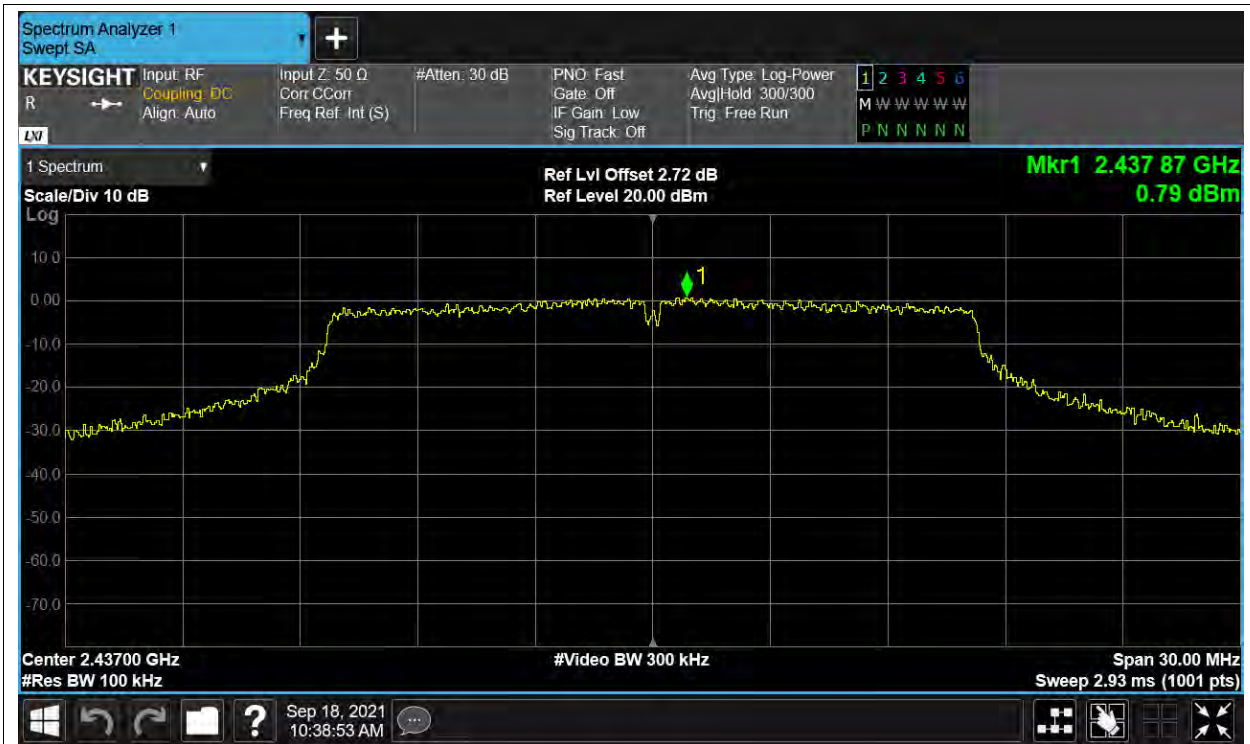 Spectrum Analyzer 1
Swept SA
+
KEYSIGHT Input: RF Input Z: 50 Ω #Atten: 30 dB PNO: Fast Avg Type: Log-Power 1 2 3 4 5 6
R Coupling: DC Corr CCorr Gate: Off Avg|Hold: 300/300 M W W W W W
Align: Auto Freq Ref: Int (S) IF Gain: Low Trig: Free Run
LXI Sig Track: Off P N N N N N
1 Spectrum Ref Lvl Offset 2.72 dB Mkr1 2.437 87 GHz
Scale/Div 10 dB Ref Level 20.00 dBm 0.79 dBm
Log
10.0
1
0.00
-10.0
-20.0
-30.0
-40.0
-50.0
-60.0
-70.0
Center 2.43700 GHz #Video BW 300 kHz Span 30.00 MHz
#Res BW 100 kHz Sweep 2.93 ms (1001 pts)
? Sep 18, 2021
10:38:53 AM